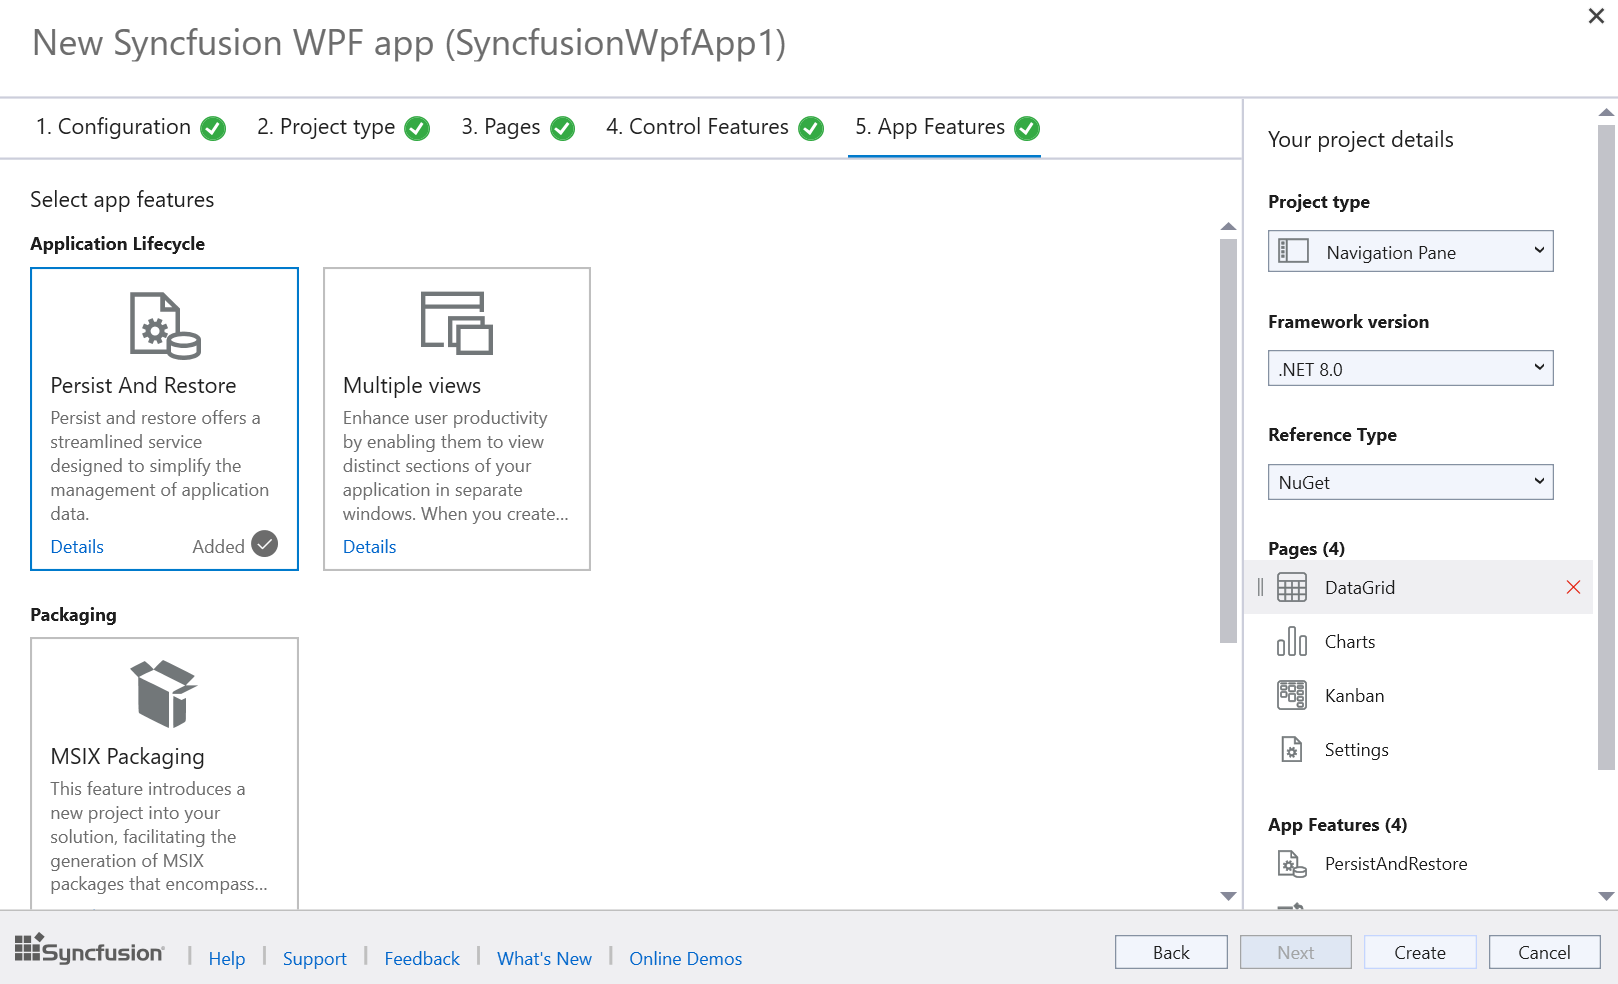 New Syncfusion WPF app (SyncfusionWpfApp1)
1. Configuration
2. Project type
3. Pages
4. Control Features
5. App Features
Select app features
Application Lifecycle
Persist And Restore
Persist and restore offers a
streamlined service
designed to simplify the
management of application
data.
Details
Added
Multiple views
Enhance user productivity
by enabling them to view
distinct sections of your
application in separate
windows. When you create...
Details
Packaging
MSIX Packaging
This feature introduces a
new project into your
solution, facilitating the
generation of MSIX
packages that encompass...
Your project details
Project type
Navigation Pane
Framework version
.NET 8.0
Reference Type
NuGet
Pages (4)
DataGrid
Charts
Kanban
Settings
App Features (4)
PersistAndRestore
Syncfusion
Help
Support
Feedback
What's New
Online Demos
Back
Next
Create
Cancel